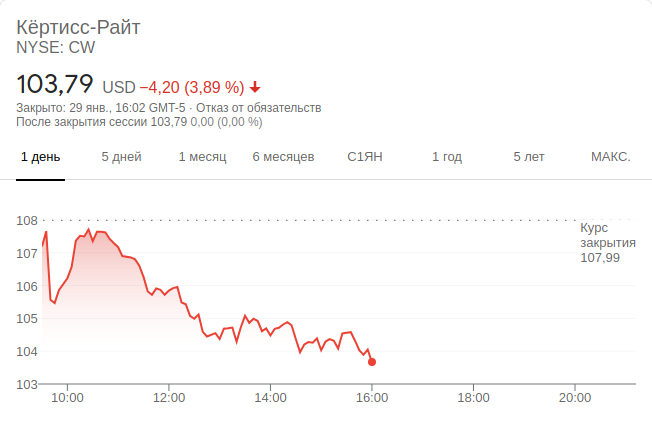 Кёртисс-Райт
NYSE: CW
103,79 USD −4,20 (3,89 %)
Закрыто: 29 янв., 16:02 GMT-5 · Отказ от обязательств
После закрытия сессии 103,79 0,00 (0,00 %)
1 день 5 дней 1 месяц 6 месяцев С1ЯН 1 год 5 лет МАКС.
108
Курс
закрытия
107,99
107
106
105
104
103
10:00 12:00 14:00 16:00 18:00 20:00